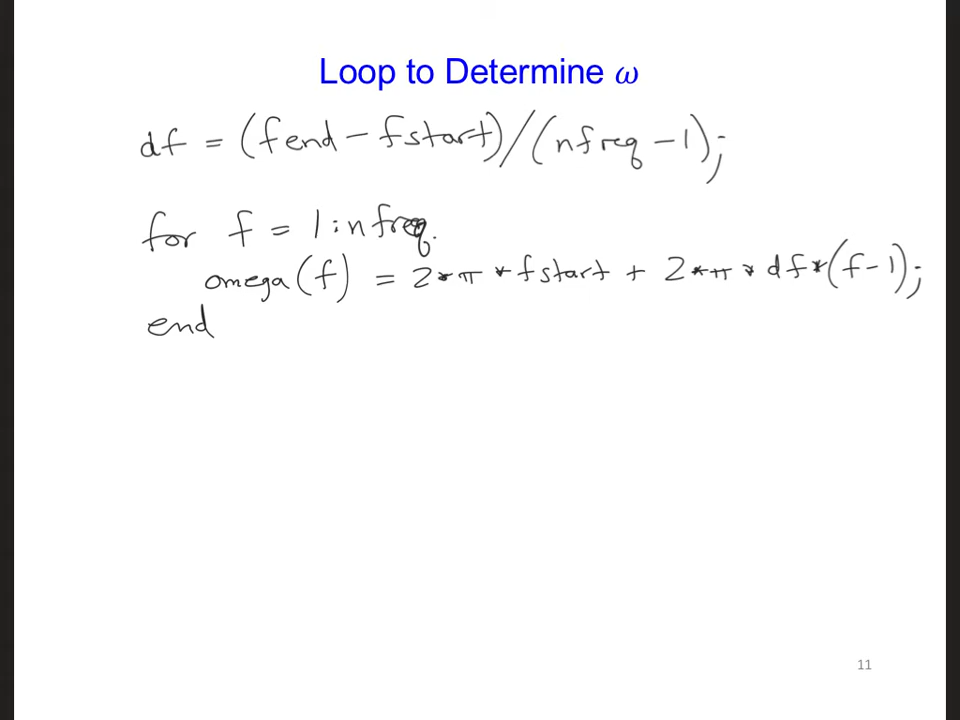 Loop to Determine ω
df = (fend - fstart)/(nfreq - 1);
for f = 1:nfreq.
omega(f) = 2*π*fstart + 2*π*df*(f-1);
end
11